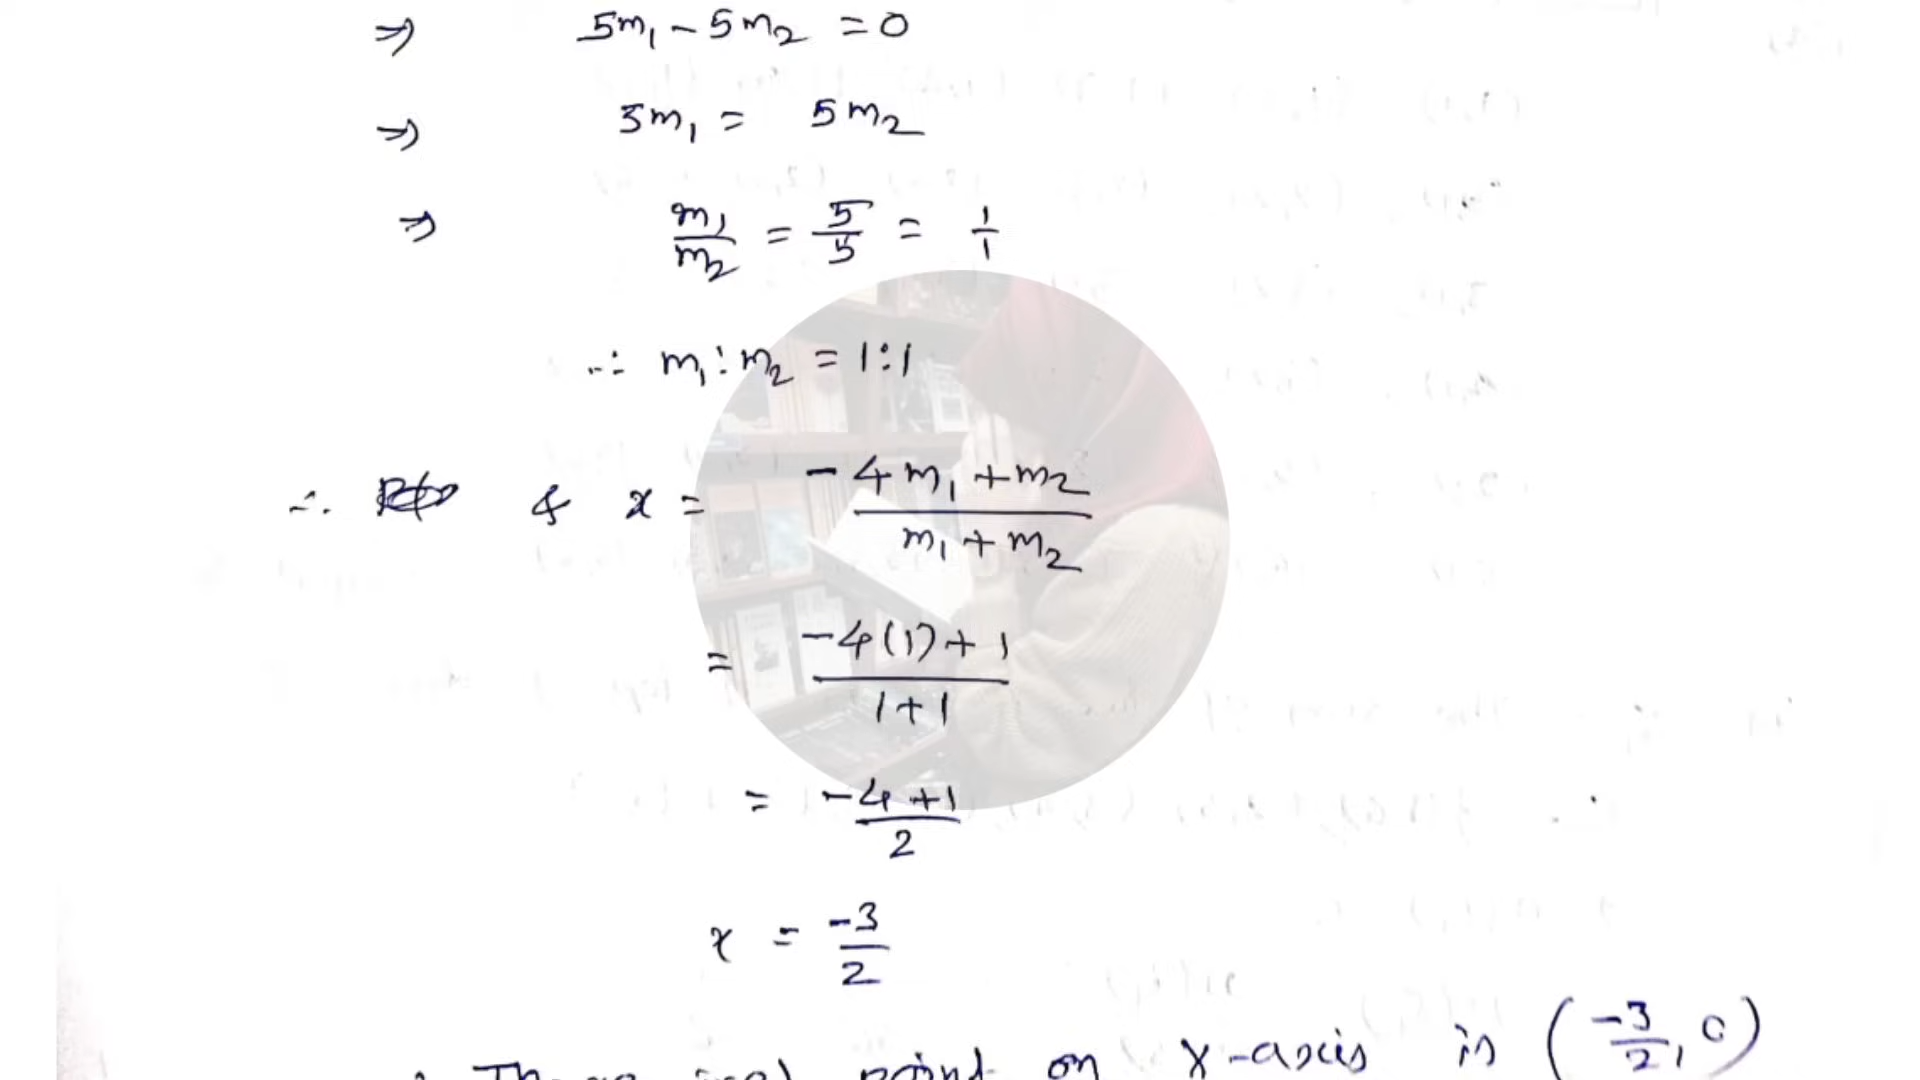 ⇒ 5m₁ - 5m₂ = 0
⇒ 5m₁ = 5m₂
⇒ m₁/m₂ = 5/5 = 1/1
∴ m₁ : m₂ = 1:1
∴ & x = (-4m₁ + m₂)/(m₁ + m₂)
= (-4(1) + 1)/(1+1)
= (-4+1)/2
x = -3/2
point on x-axis is (-3/2, 0)